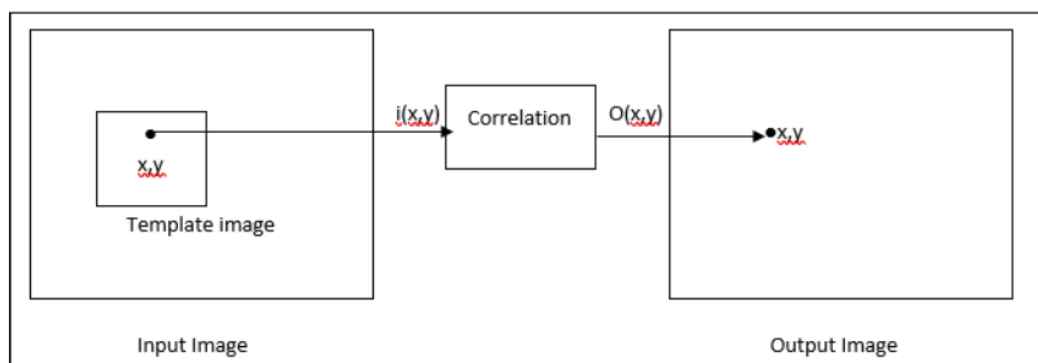 i(x,y)
Correlation
O(x,y)
x,y
x,y
Template image
Input Image
Output Image